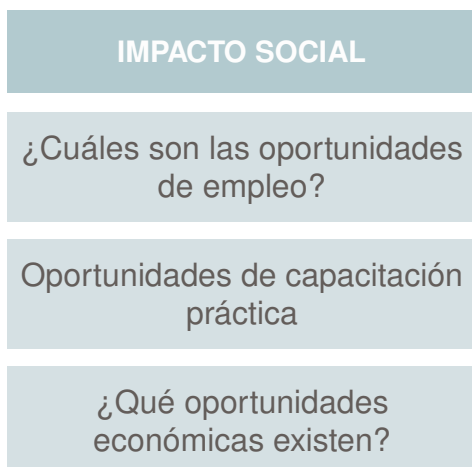 IMPACTO SOCIAL
¿Cuáles son las oportunidades
de empleo?
Oportunidades de capacitación
práctica
¿Qué oportunidades
económicas existen?